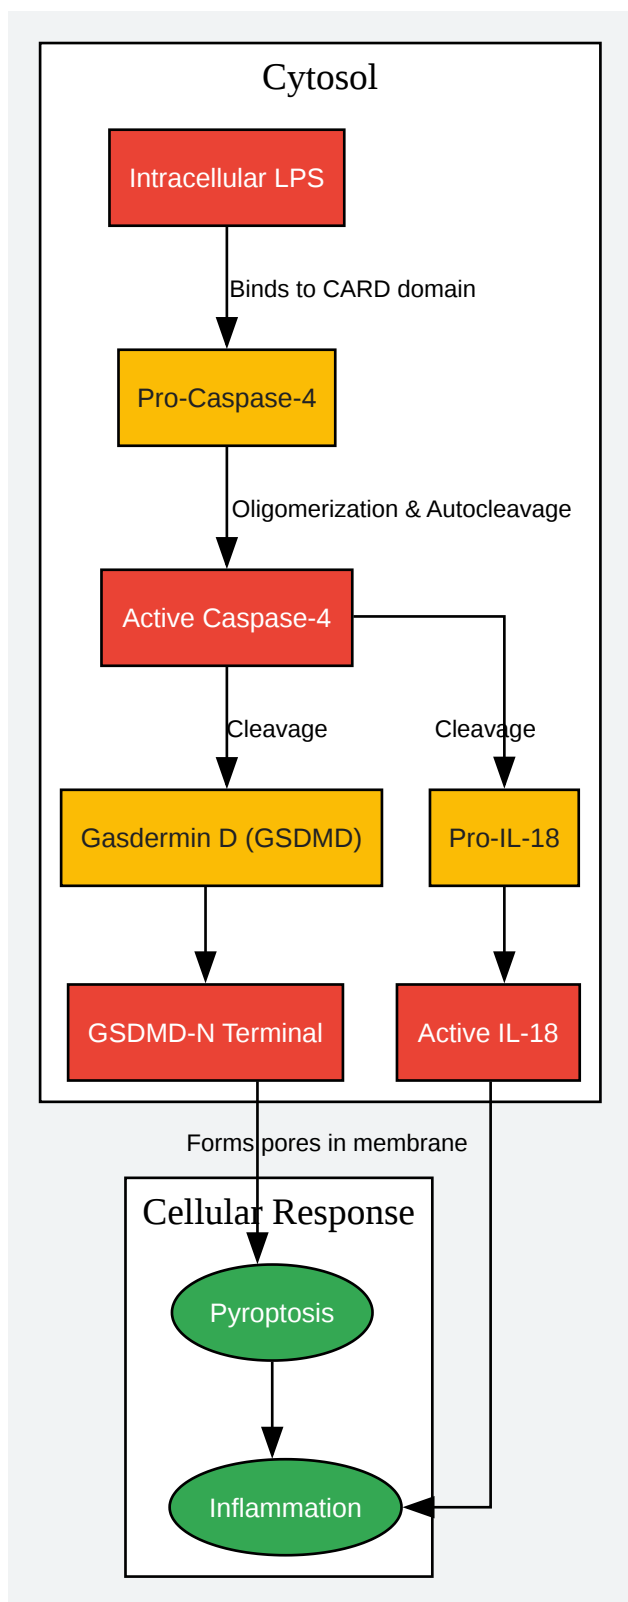 Cytosol
Intracellular LPS
Binds to CARD domain
Pro-Caspase-4
Oligomerization & Autocleavage
Active Caspase-4
Cleavage
Cleavage
Gasdermin D (GSDMD)
Pro-IL-18
GSDMD-N Terminal
Active IL-18
Forms pores in membrane
Cellular Response
Pyroptosis
Inflammation